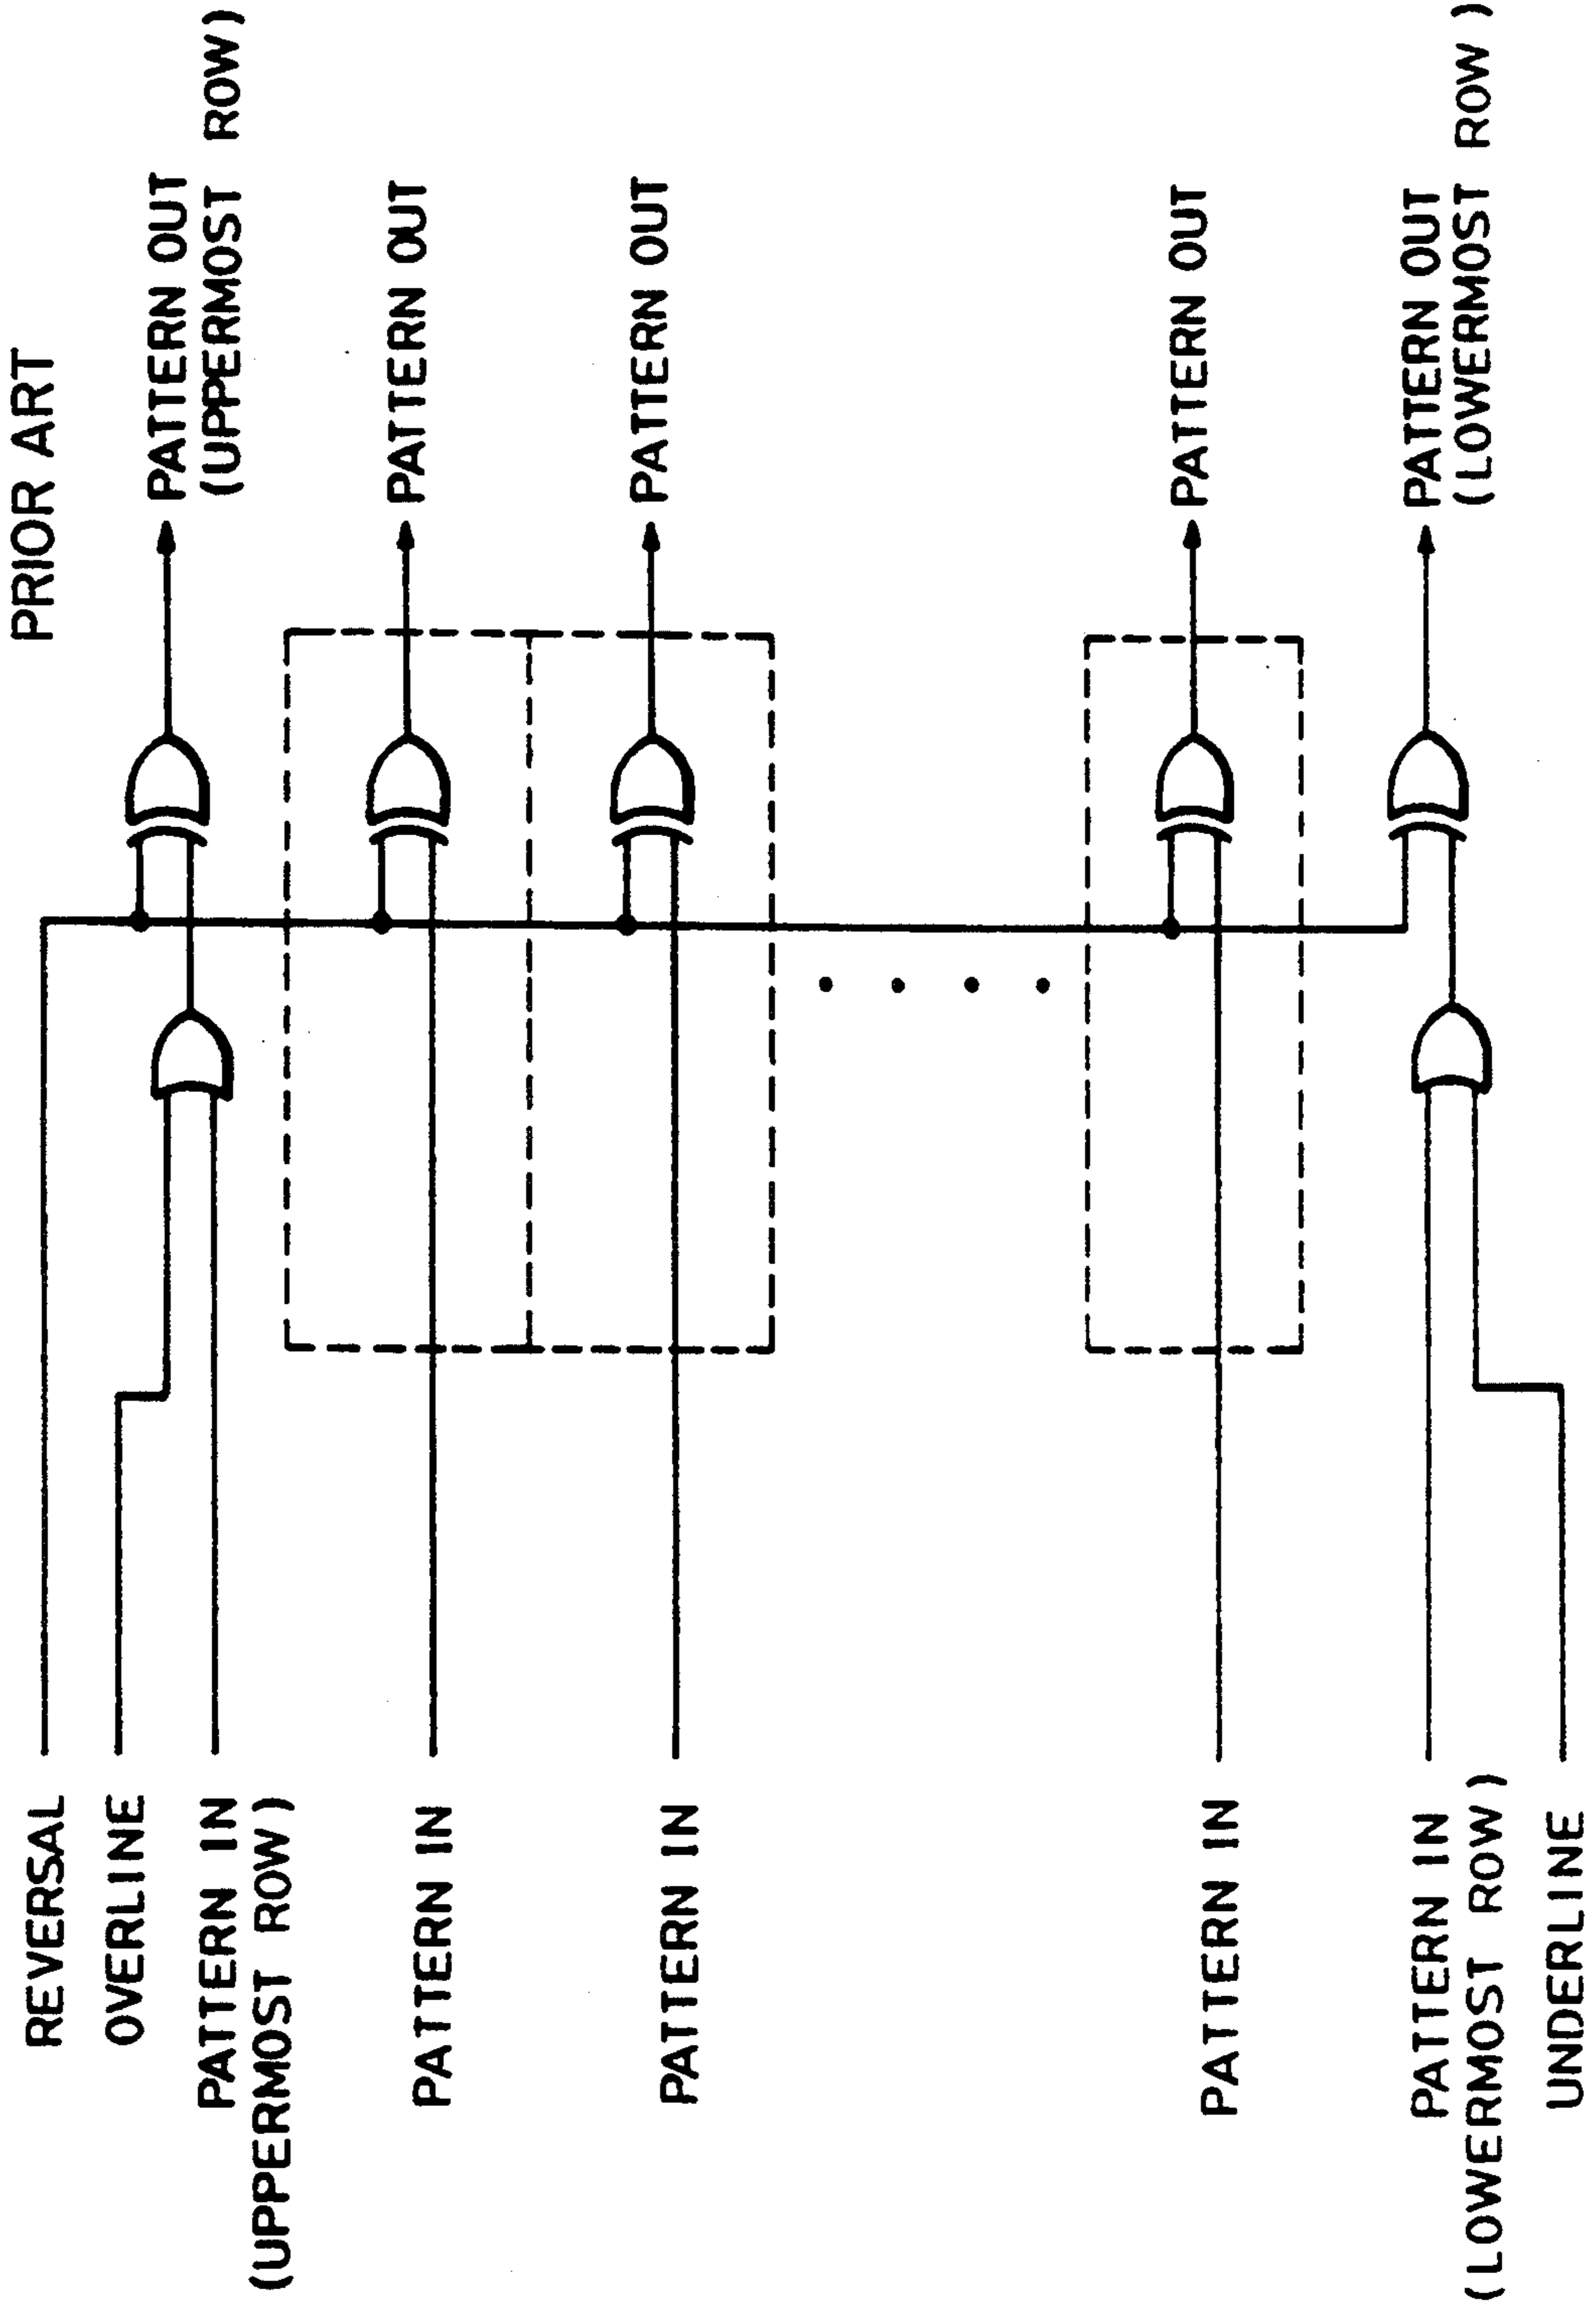 PRIOR ART
REVERSAL
OVERLINE
PATTERN IN
(UPPERMOST ROW)
PATTERN OUT
(UPPERMOST ROW)
PATTERN IN
PATTERN OUT
PATTERN IN
PATTERN OUT
PATTERN IN
PATTERN OUT
PATTERN IN
(LOWERMOST ROW)
PATTERN OUT
(LOWERMOST ROW)
UNDERLINE